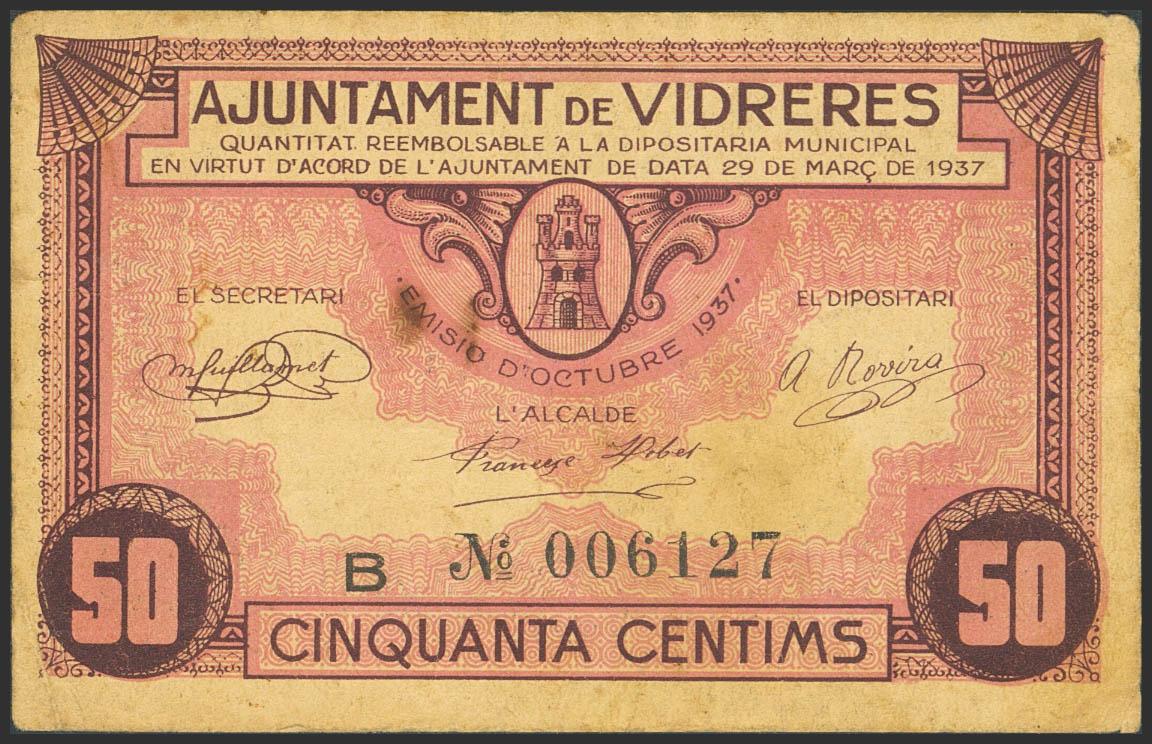 AJUNTAMENT DE VIDRERES
QUANTITAT REEMBOLSABLE A LA DIPOSITARIA MUNICIPAL
EN VIRTUT D'ACORD DE L'AJUNTAMENT DE DATA 29 DE MARÇ DE 1937
EL SECRETARI
EL DIPOSITARI
· EMISIO D'OCTUBRE 1937 ·
A Rovira
L'ALCALDE
B № 006127
50
50
CINQUANTA CENTIMS